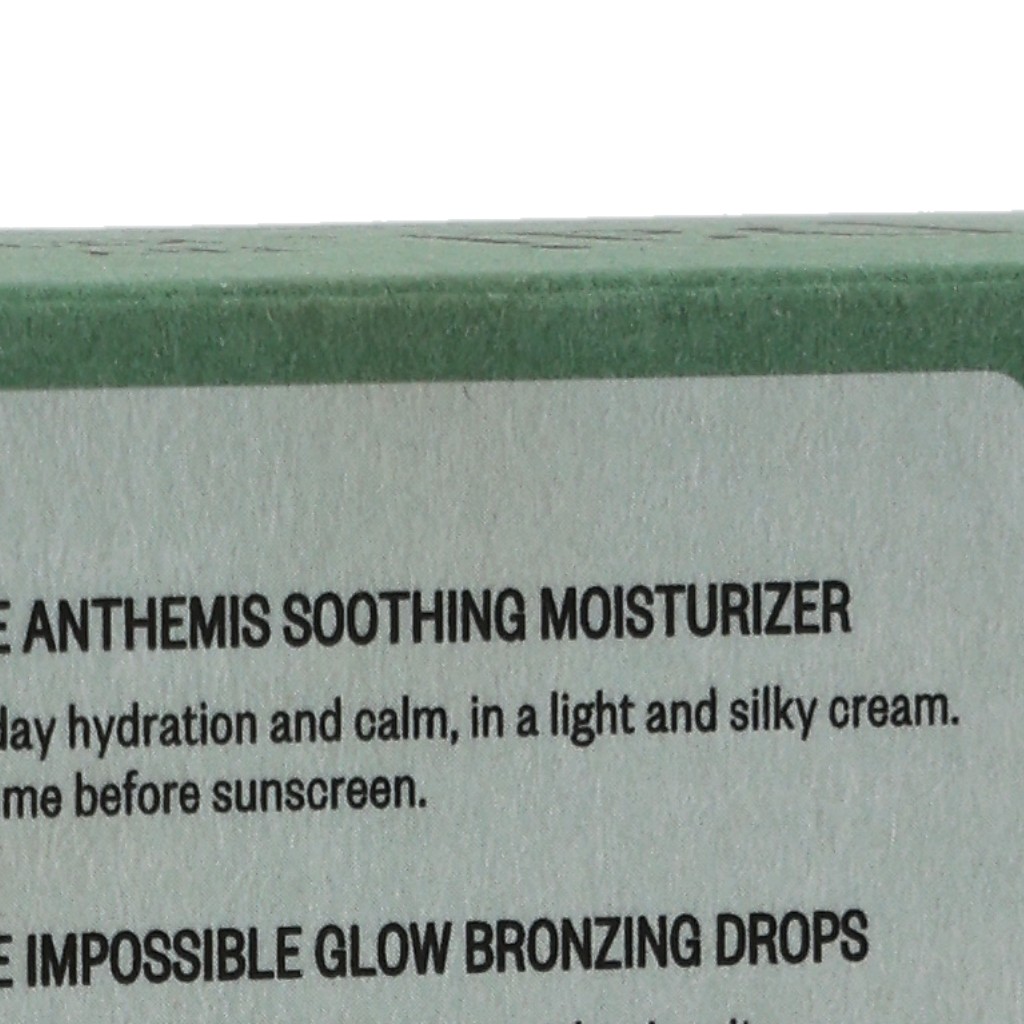 ANTHEMIS SOOTHING MOISTURIZER
day hydration and calm, in a light and silky cream.
me before sunscreen.
IMPOSSIBLE GLOW BRONZING DROPS